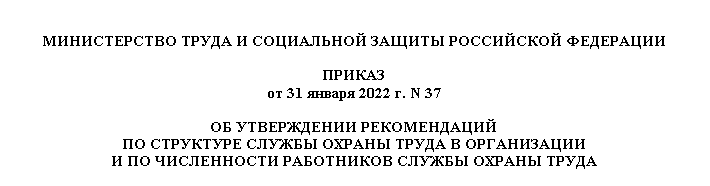 МИНИСТЕРСТВО ТРУДА И СОЦИАЛЬНОЙ ЗАЩИТЫ РОССИЙСКОЙ ФЕДЕРАЦИИ
ПРИКАЗ
от 31 января 2022 г. N 37
ОБ УТВЕРЖДЕНИИ РЕКОМЕНДАЦИЙ
ПО СТРУКТУРЕ СЛУЖБЫ ОХРАНЫ ТРУДА В ОРГАНИЗАЦИИ
И ПО ЧИСЛЕННОСТИ РАБОТНИКОВ СЛУЖБЫ ОХРАНЫ ТРУДА